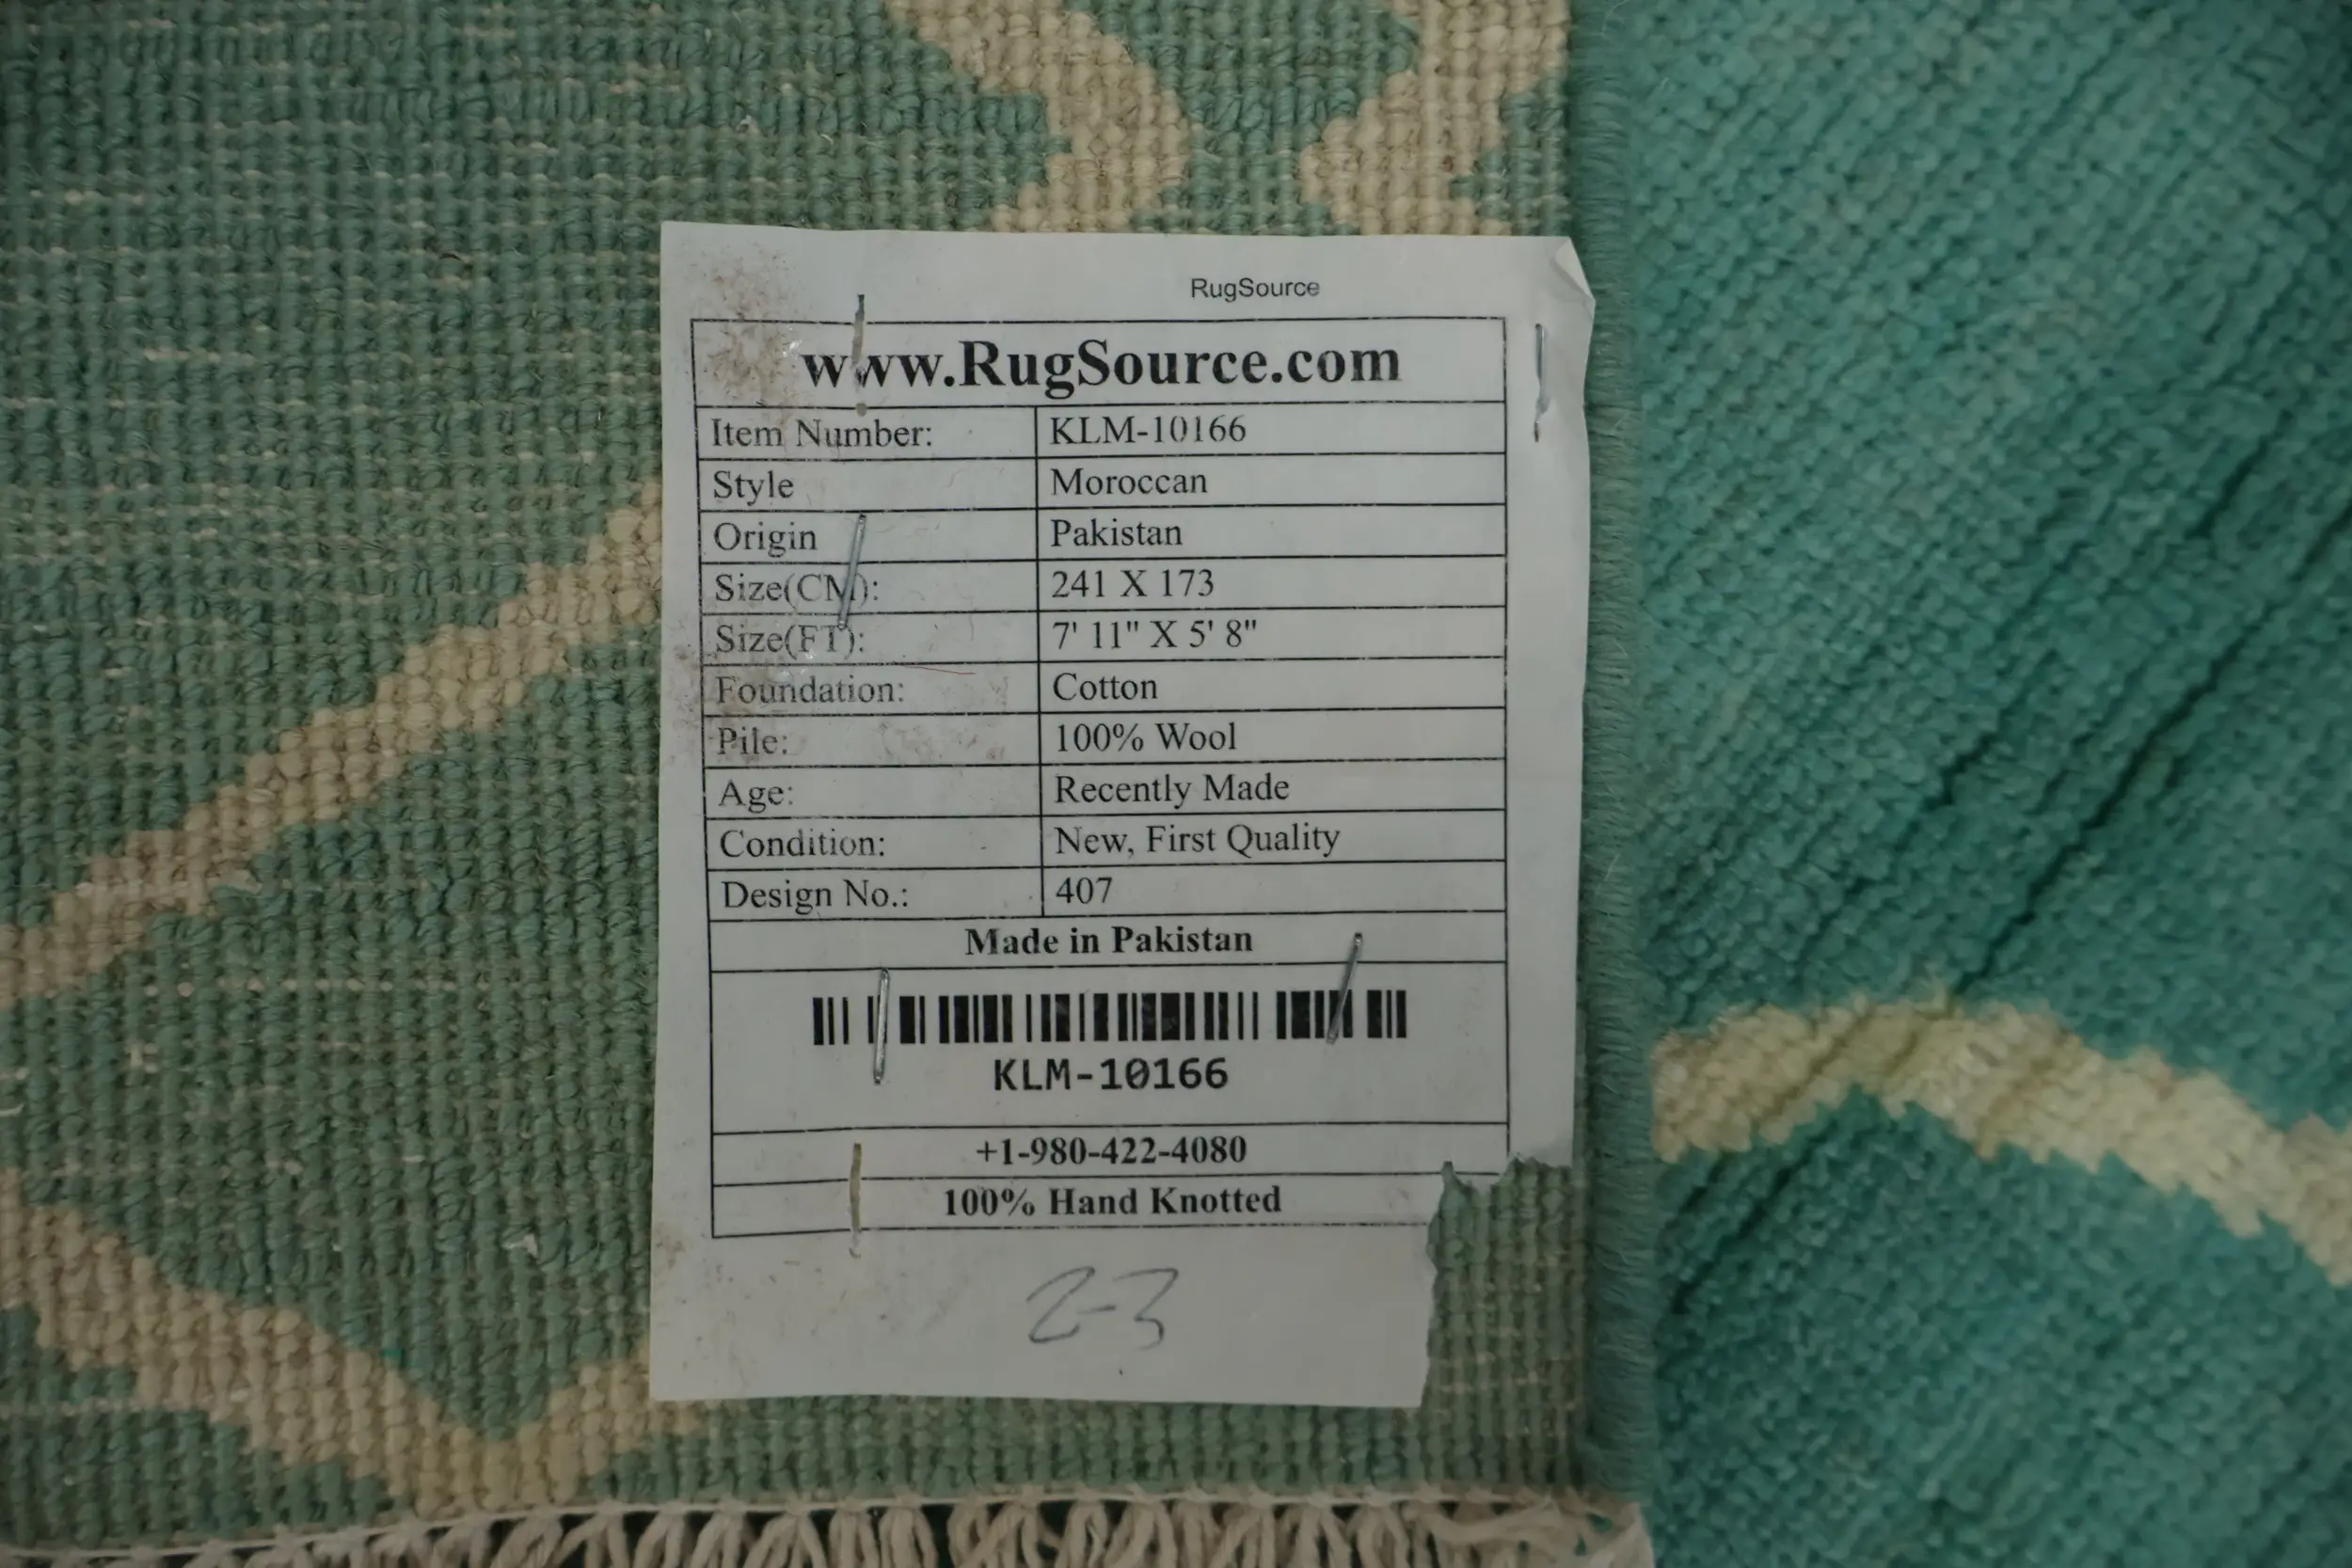 RugSource
www.RugSource.com
Item Number: KLM-10166
Style Moroccan
Origin Pakistan
Size(CM): 241 X 173
Size(FT): 7' 11" X 5' 8"
Foundation: Cotton
Pile: 100% Wool
Age: Recently Made
Condition: New, First Quality
Design No.: 407
Made in Pakistan
KLM-10166
+1-980-422-4080
100% Hand Knotted
2-3